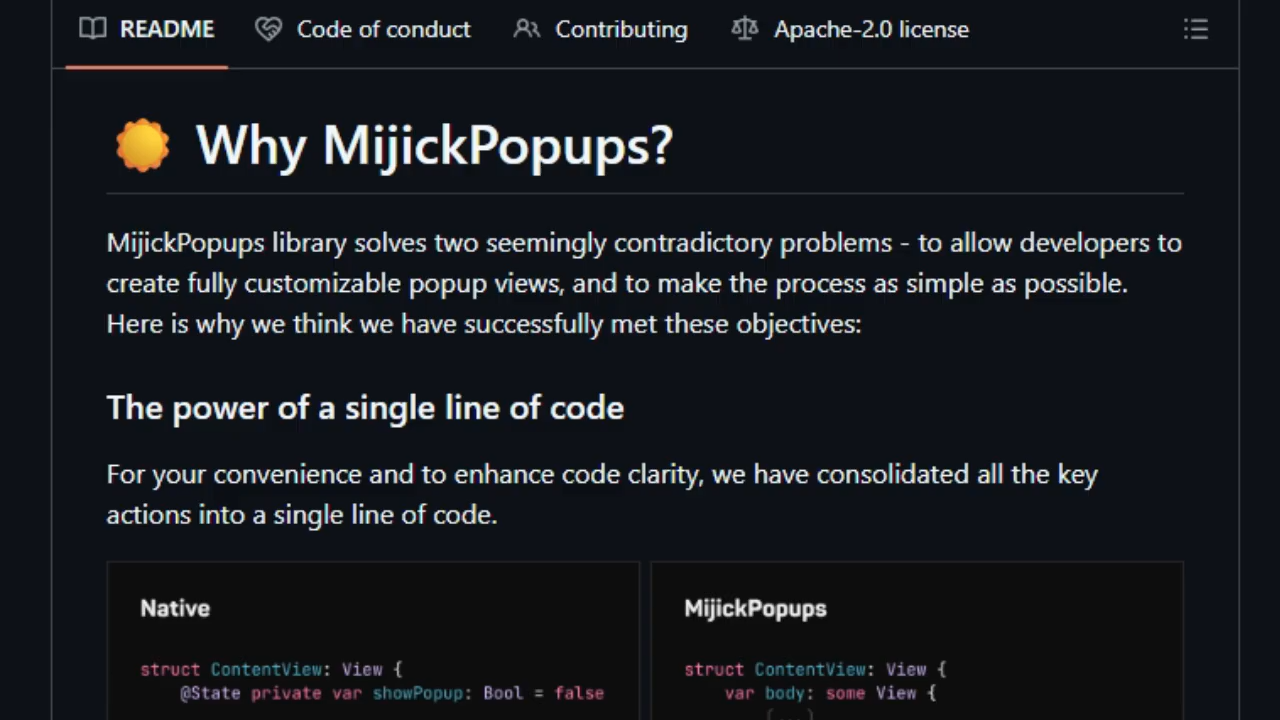 README Code of conduct Contributing Apache-2.0 license
Why MijickPopups?
MijickPopups library solves two seemingly contradictory problems - to allow developers to
create fully customizable popup views, and to make the process as simple as possible.
Here is why we think we have successfully met these objectives:
The power of a single line of code
For your convenience and to enhance code clarity, we have consolidated all the key
actions into a single line of code.
Native
struct ContentView: View {
@State private var showPopup: Bool = false
MijickPopups
struct ContentView: View {
var body: some View {